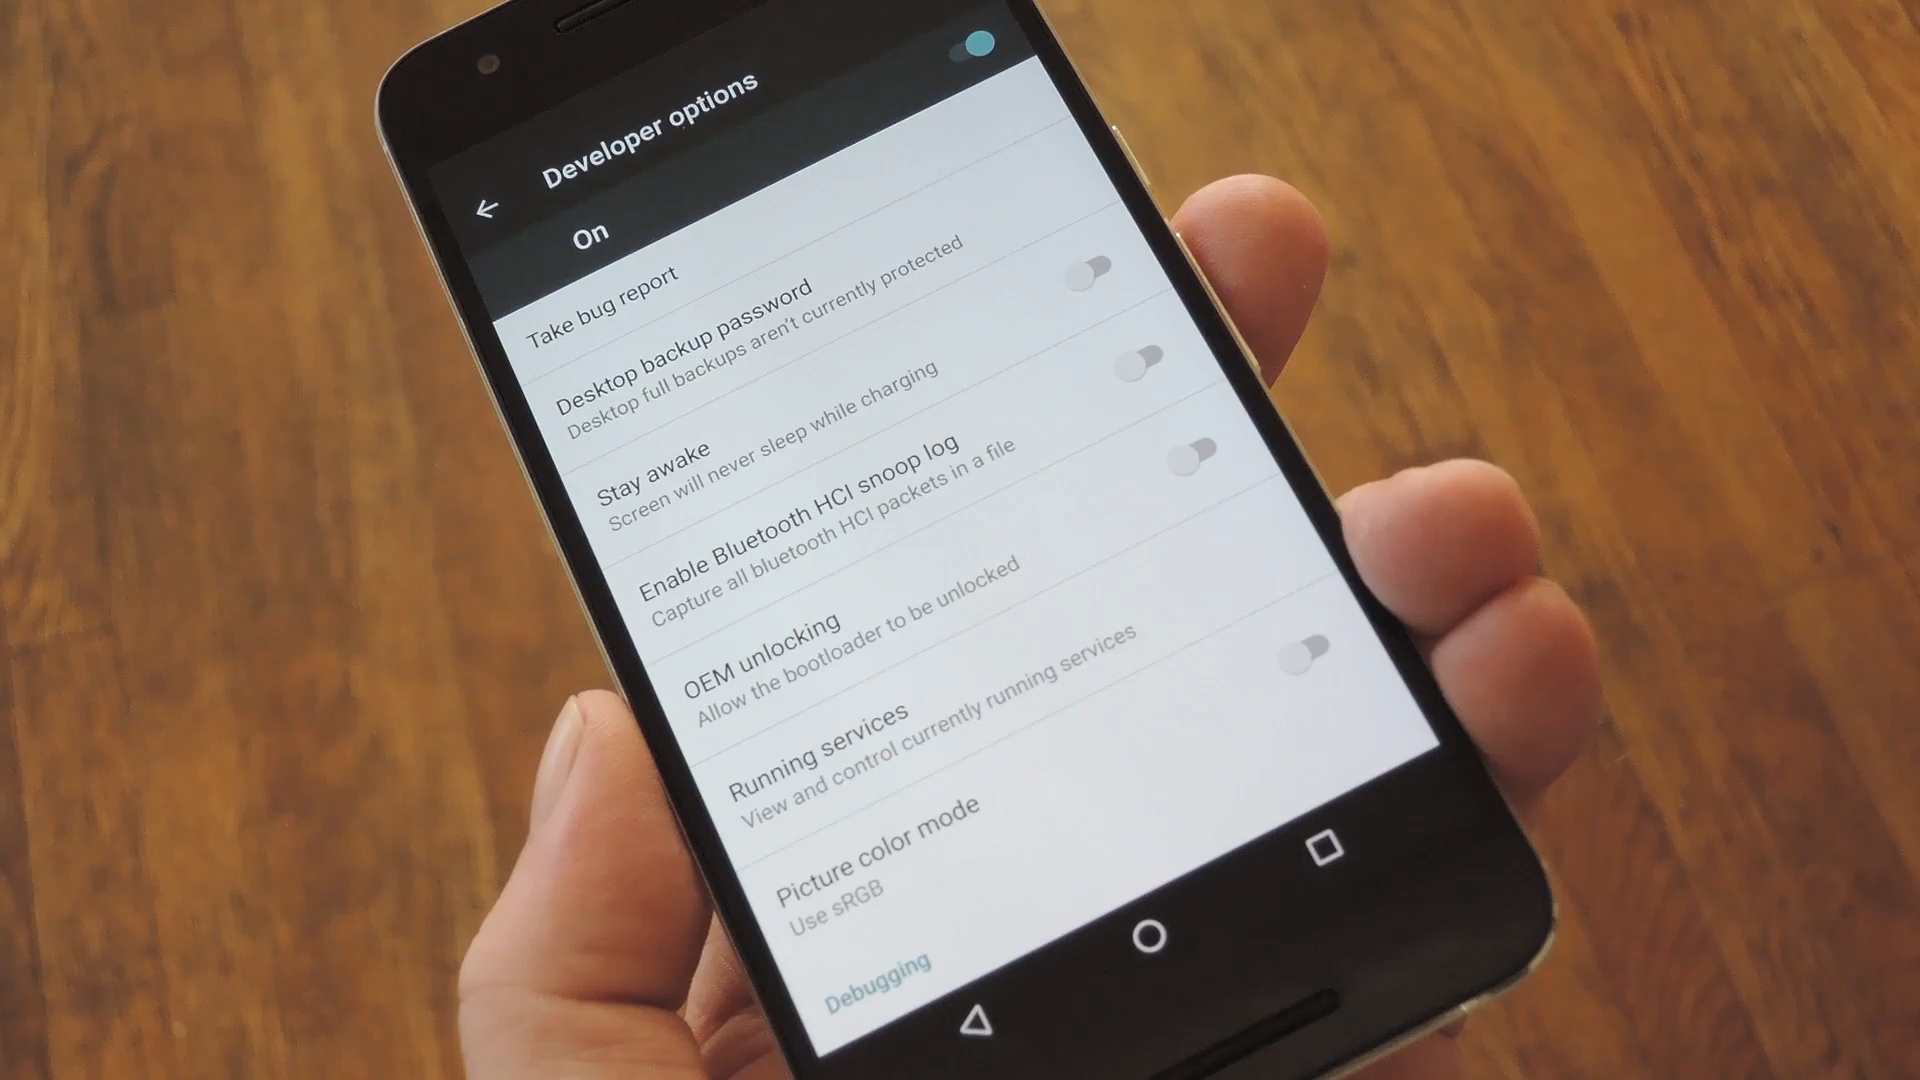 Developer options
On
Take bug report
Desktop backup password
Desktop full backups aren't currently protected
Stay awake
Screen will never sleep while charging
Enable Bluetooth HCI snoop log
Capture all bluetooth HCI packets in a file
OEM unlocking
Allow the bootloader to be unlocked
Running services
View and control currently running services
Picture color mode
Use sRGB
Debugging